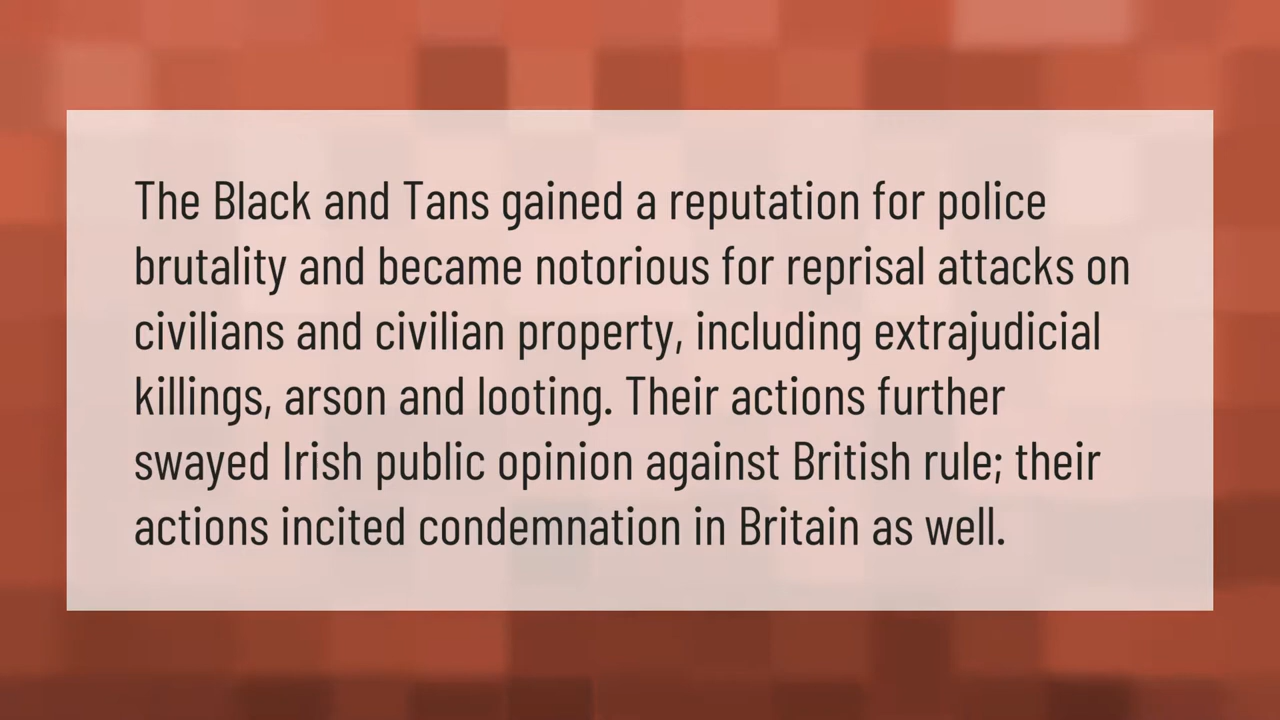 The Black and Tans gained a reputation for police
brutality and became notorious for reprisal attacks on
civilians and civilian property, including extrajudicial
killings, arson and looting. Their actions further
swayed Irish public opinion against British rule; their
actions incited condemnation in Britain as well.